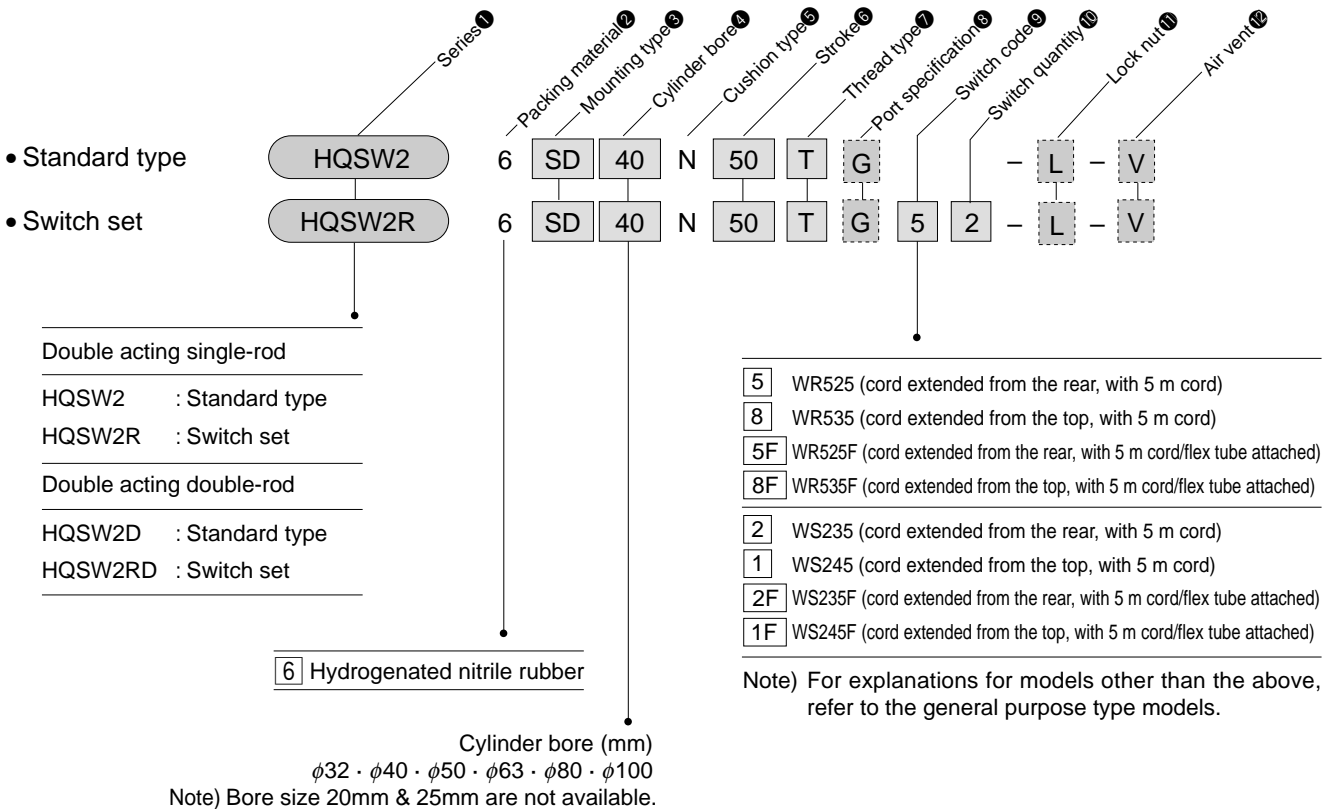 Series❶ Packing material❷ Mounting type❸ Cylinder bore❹ Cushion type❺ Stroke❻ Thread type❼ Port specification❽ Switch code❾ Switch quantity❿ Lock nut⓫ Air vent⓬
• Standard type HQSW2 6 SD 40 N 50 T G – L – V
• Switch set HQSW2R 6 SD 40 N 50 T G 5 2 – L – V
Double acting single-rod
HQSW2 : Standard type
HQSW2R : Switch set
Double acting double-rod
HQSW2D : Standard type
HQSW2RD : Switch set
6 Hydrogenated nitrile rubber
Cylinder bore (mm)
ϕ32 · ϕ40 · ϕ50 · ϕ63 · ϕ80 · ϕ100
Note) Bore size 20mm & 25mm are not available.
5 WR525 (cord extended from the rear, with 5 m cord)
8 WR535 (cord extended from the top, with 5 m cord)
5F WR525F (cord extended from the rear, with 5 m cord/flex tube attached)
8F WR535F (cord extended from the top, with 5 m cord/flex tube attached)
2 WS235 (cord extended from the rear, with 5 m cord)
1 WS245 (cord extended from the top, with 5 m cord)
2F WS235F (cord extended from the rear, with 5 m cord/flex tube attached)
1F WS245F (cord extended from the top, with 5 m cord/flex tube attached)
Note) For explanations for models other than the above,
refer to the general purpose type models.